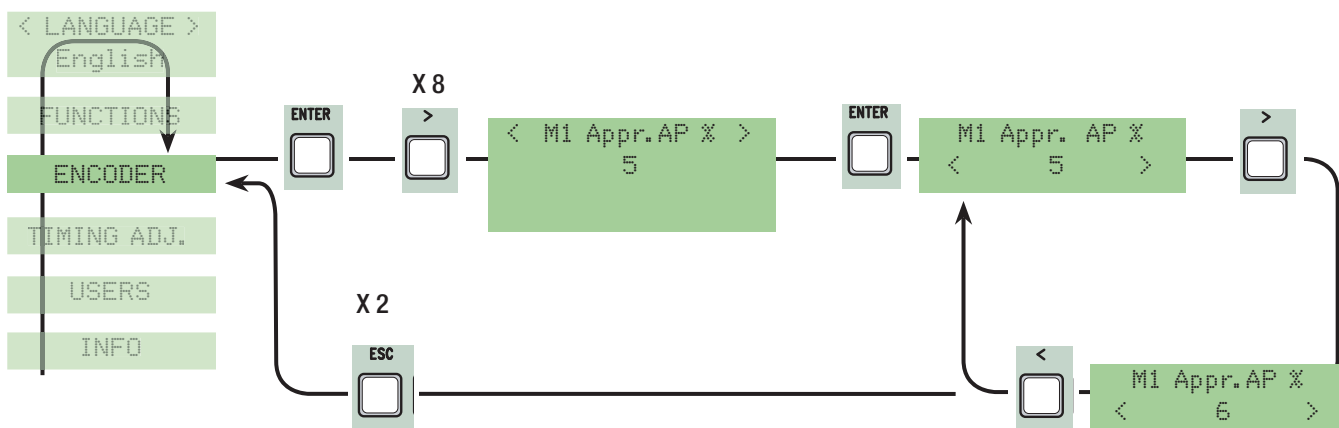 < LANGUAGE >
English
FUNCTIONS
ENCODER
TIMING ADJ.
USERS
INFO
ENTER
X 8
>
< M1 Appr.AP % >
5
ENTER
M1 Appr. AP %
< 5 >
>
X 2
ESC
<
M1 Appr.AP %
< 6 >